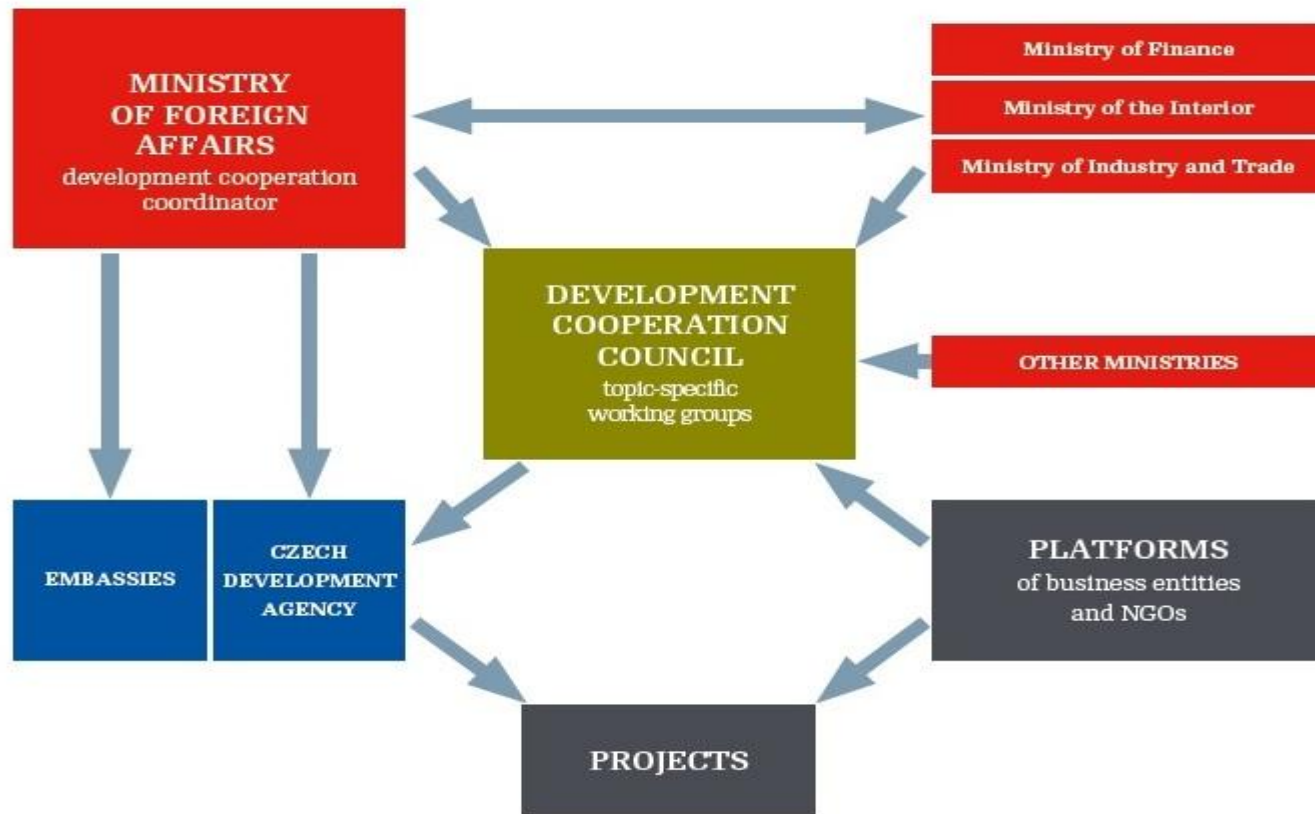 MINISTRY
OF FOREIGN
AFFAIRS
development cooperation
coordinator
Ministry of Finance
Ministry of the Interior
Ministry of Industry and Trade
DEVELOPMENT
COOPERATION
COUNCIL
topic-specific
working groups
OTHER MINISTRIES
EMBASSIES
CZECH
DEVELOPMENT
AGENCY
PLATFORMS
of business entities
and NGOs
PROJECTS